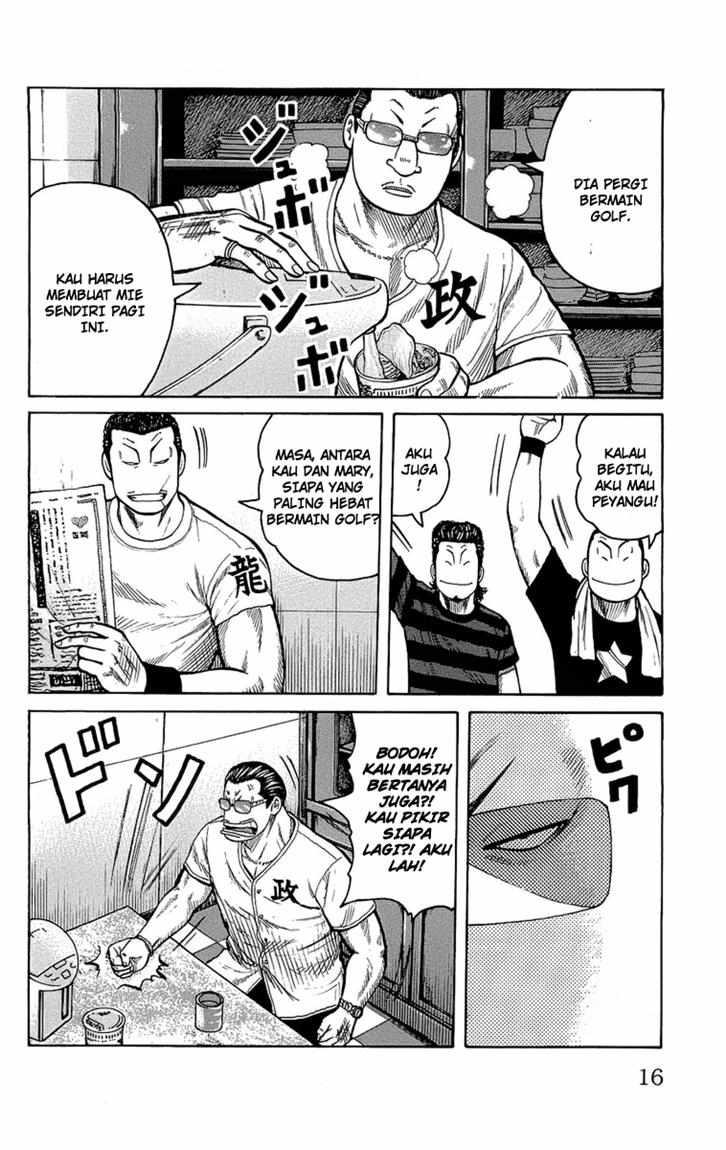 DIA PERGI
BERMAIN
GOLF.
ジュボ
ジュボ
政
KAU HARUS
MEMBUAT MIE
SENDIRI PAGI
INI.
KALAU
BEGITU,
AKU MAU
PEYANGU!
AKU
JUGA
!
MASA, ANTARA
KAU DAN MARY,
SIAPA YANG
PALING HEBAT
BERMAIN GOLF?
龍
ピク
BODOH!
KAU MASIH
BERTANYA
JUGA?!
KAU PIKIR
SIAPA
LAGI?! AKU
LAH!
ドン
政
16